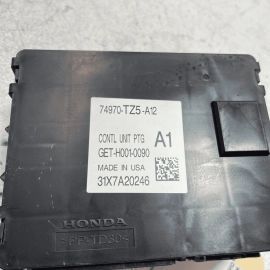 74970-TZ5-A12
CONTL UNIT PTG A1
GET-H001-0090
MADE IN USA
31X7A20246
HONDA